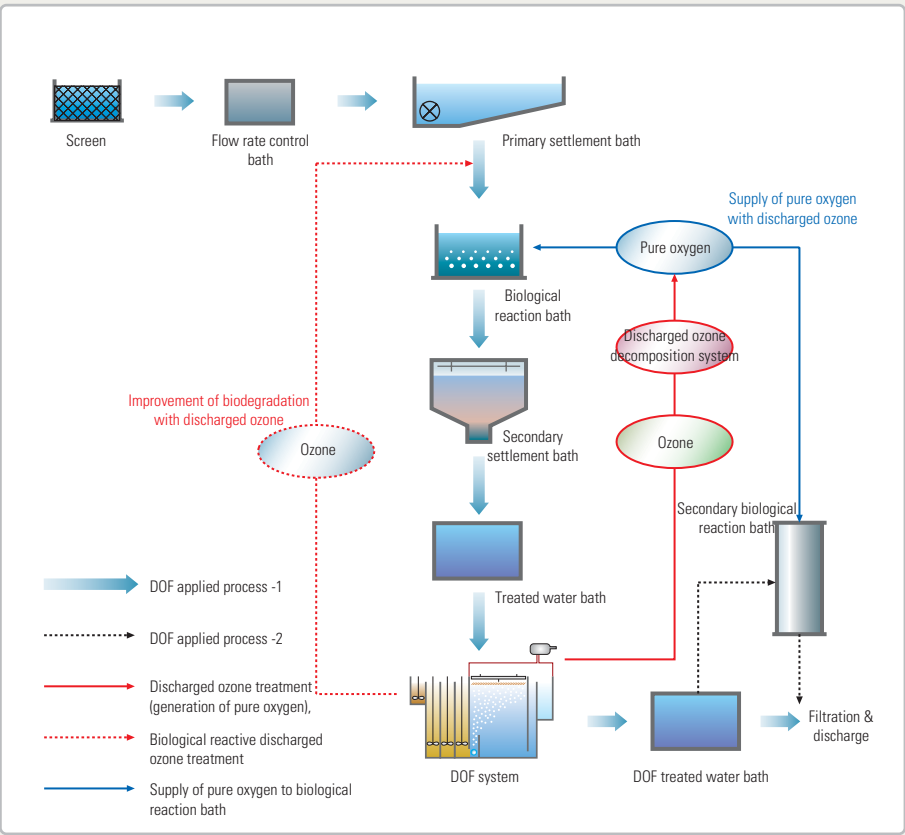 Screen
Flow rate control
bath
Primary settlement bath
Supply of pure oxygen
with discharged ozone
Pure oxygen
Biological
reaction bath
Discharged ozone
decomposition system
Improvement of biodegradation
with discharged ozone
Ozone
Secondary
settlement bath
Ozone
Secondary biological
reaction bath
Treated water bath
DOF applied process -1
DOF applied process -2
Discharged ozone treatment
(generation of pure oxygen),
Biological reactive discharged
ozone treatment
Supply of pure oxygen to biological
reaction bath
DOF system
DOF treated water bath
Filtration &
discharge